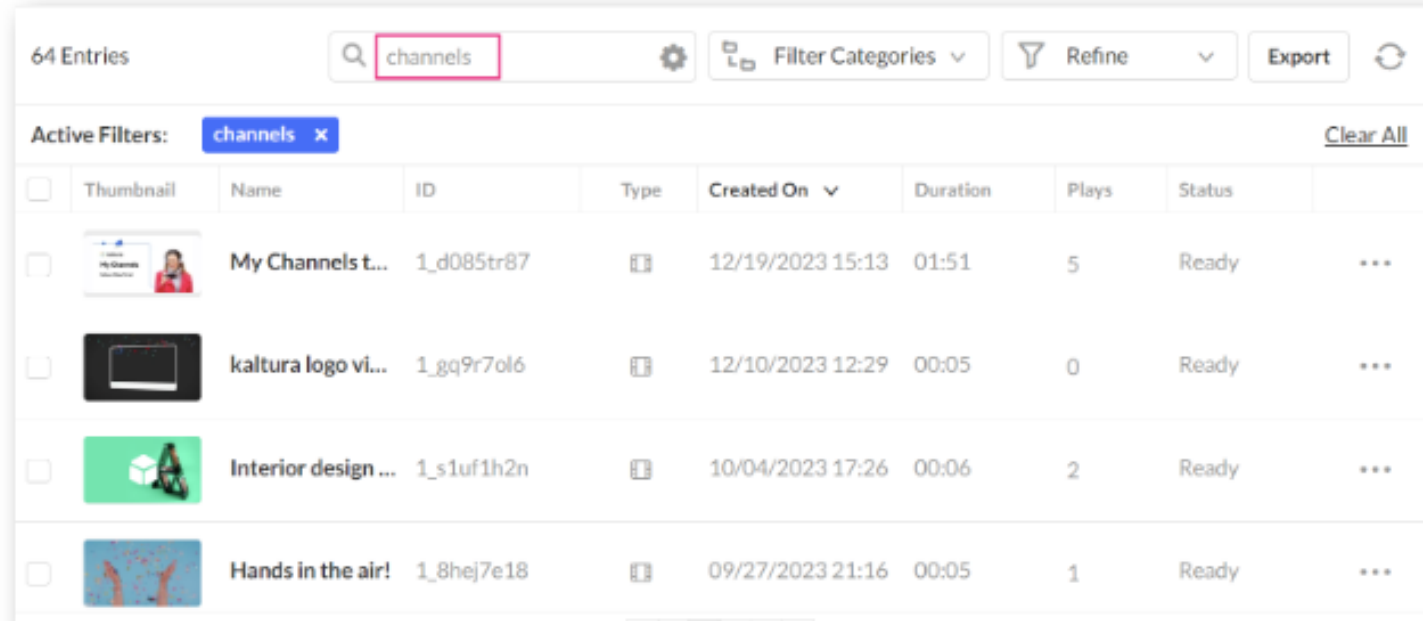 64 Entries channels Filter Categories Refine Export
Active Filters: channels × Clear All
Thumbnail Name ID Type Created On Duration Plays Status
My Channels
My Channels t... 1_d085tr87 12/19/2023 15:13 01:51 5 Ready
kaltura logo vi... 1_gq9r7ol6 12/10/2023 12:29 00:05 0 Ready
Interior design ... 1_s1uf1h2n 10/04/2023 17:26 00:06 2 Ready
Hands in the air! 1_8hej7e18 09/27/2023 21:16 00:05 1 Ready